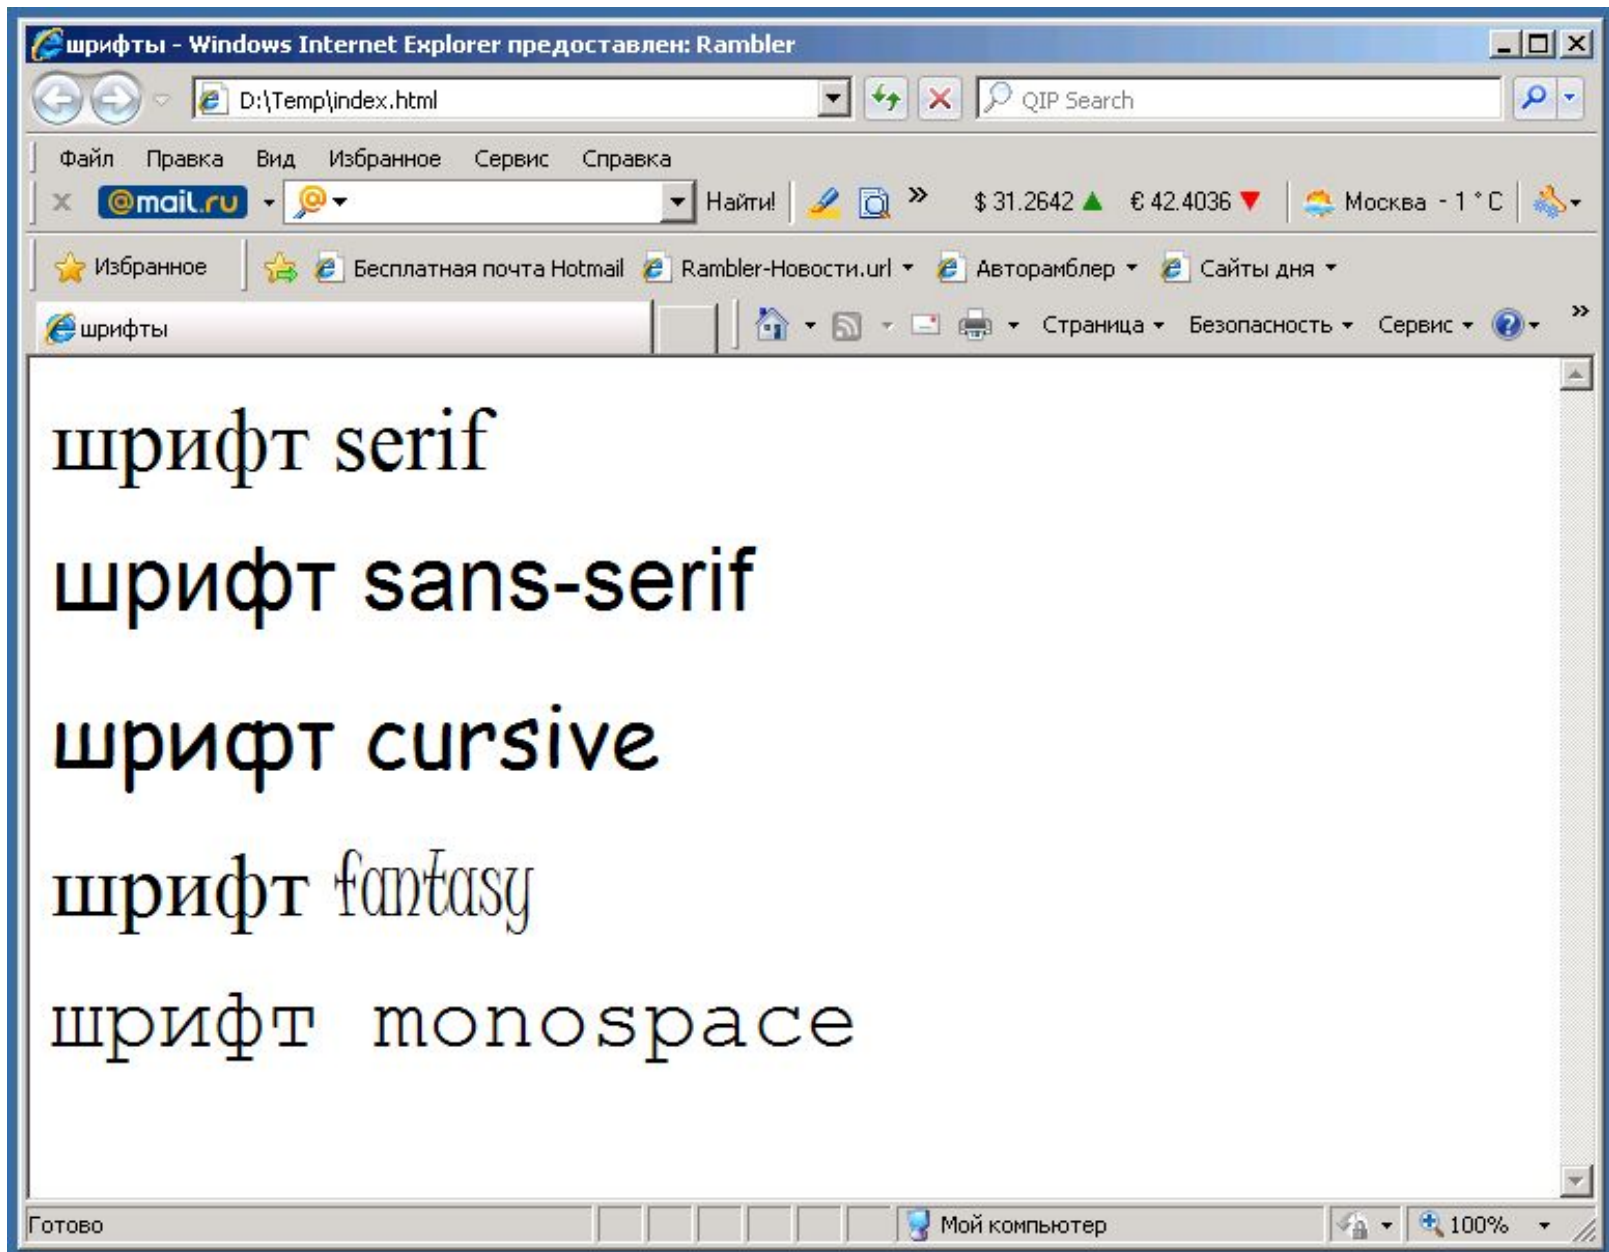 шрифты - Windows Internet Explorer предоставлен: Rambler
D:\Temp\index.html QIP Search
Файл Правка Вид Избранное Сервис Справка
@mail.ru Найти! » $ 31.2642 € 42.4036 Москва - 1 ° C
Избранное Бесплатная почта Hotmail Rambler-Новости.url Авторамблер Сайты дня
шрифты Страница Безопасность Сервис »
шрифт serif
шрифт sans-serif
шрифт cursive
шрифт fantasy
шрифт monospace
Готово Мой компьютер 100%